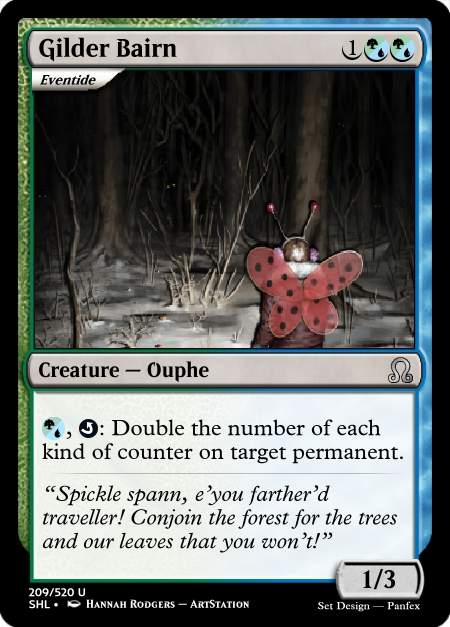 Gilder Bairn 1
Eventide
Creature — Ouphe
, : Double the number of each
kind of counter on target permanent.
“Spickle spann, e’you farther’d
traveller! Conjoin the forest for the trees
and our leaves that you won’t!”
1/3
209/520 U
SHL • Hannah Rodgers — ArtStation
Set Design — Panfex